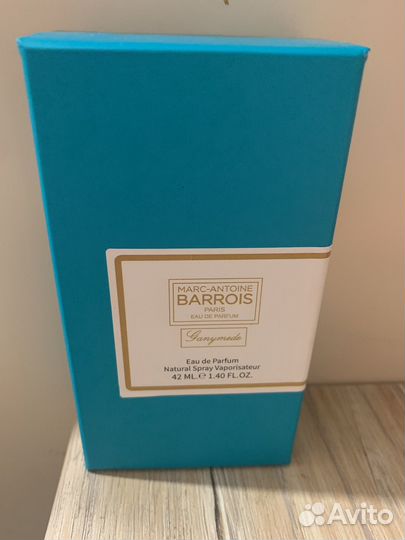 MARC-ANTOINE
BARROIS
PARIS
EAU DE PARFUM
Ganymede
Eau de Parfum
Natural Spray Vaporisateur
42 ML.℮ 1.40 FL.OZ.
Avito